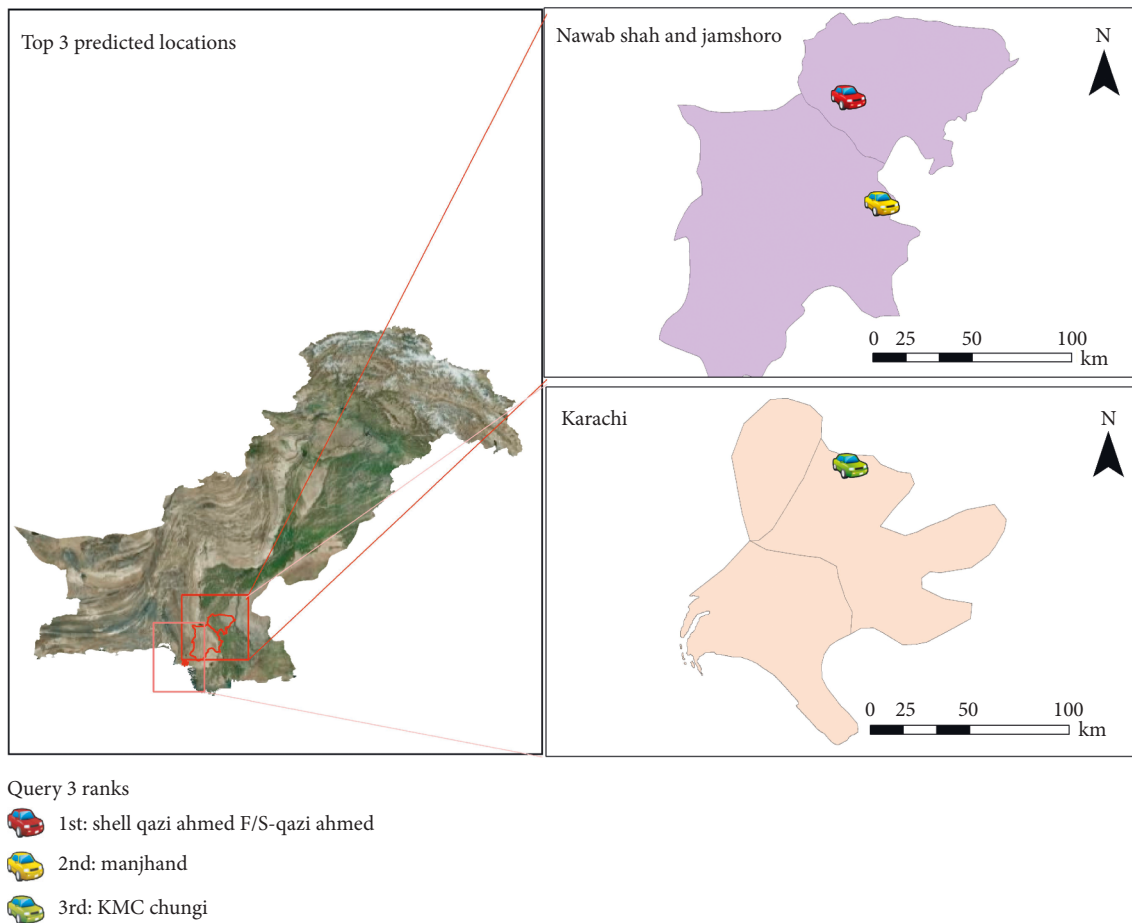 Top 3 predicted locations
Nawab shah and jamshoro
N
0 25 50 100
km
Karachi
N
0 25 50 100
km
Query 3 ranks
1st: shell qazi ahmed F/S-qazi ahmed
2nd: manjhand
3rd: KMC chungi